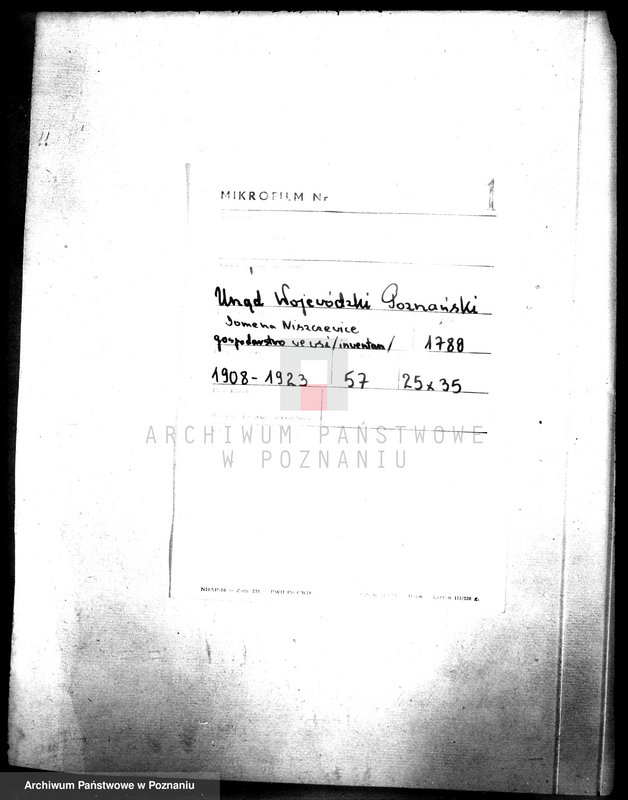 MIKROFILM Nr 1
Urząd Wojewódzki Poznański
Domena Niszczewice
gospodarstwo we wsi /inwentarz/ 1788
1908-1923 57 25x35
ARCHIWUM PAŃSTWOWE
W POZNANIU
Archiwum Państwowe w Poznaniu